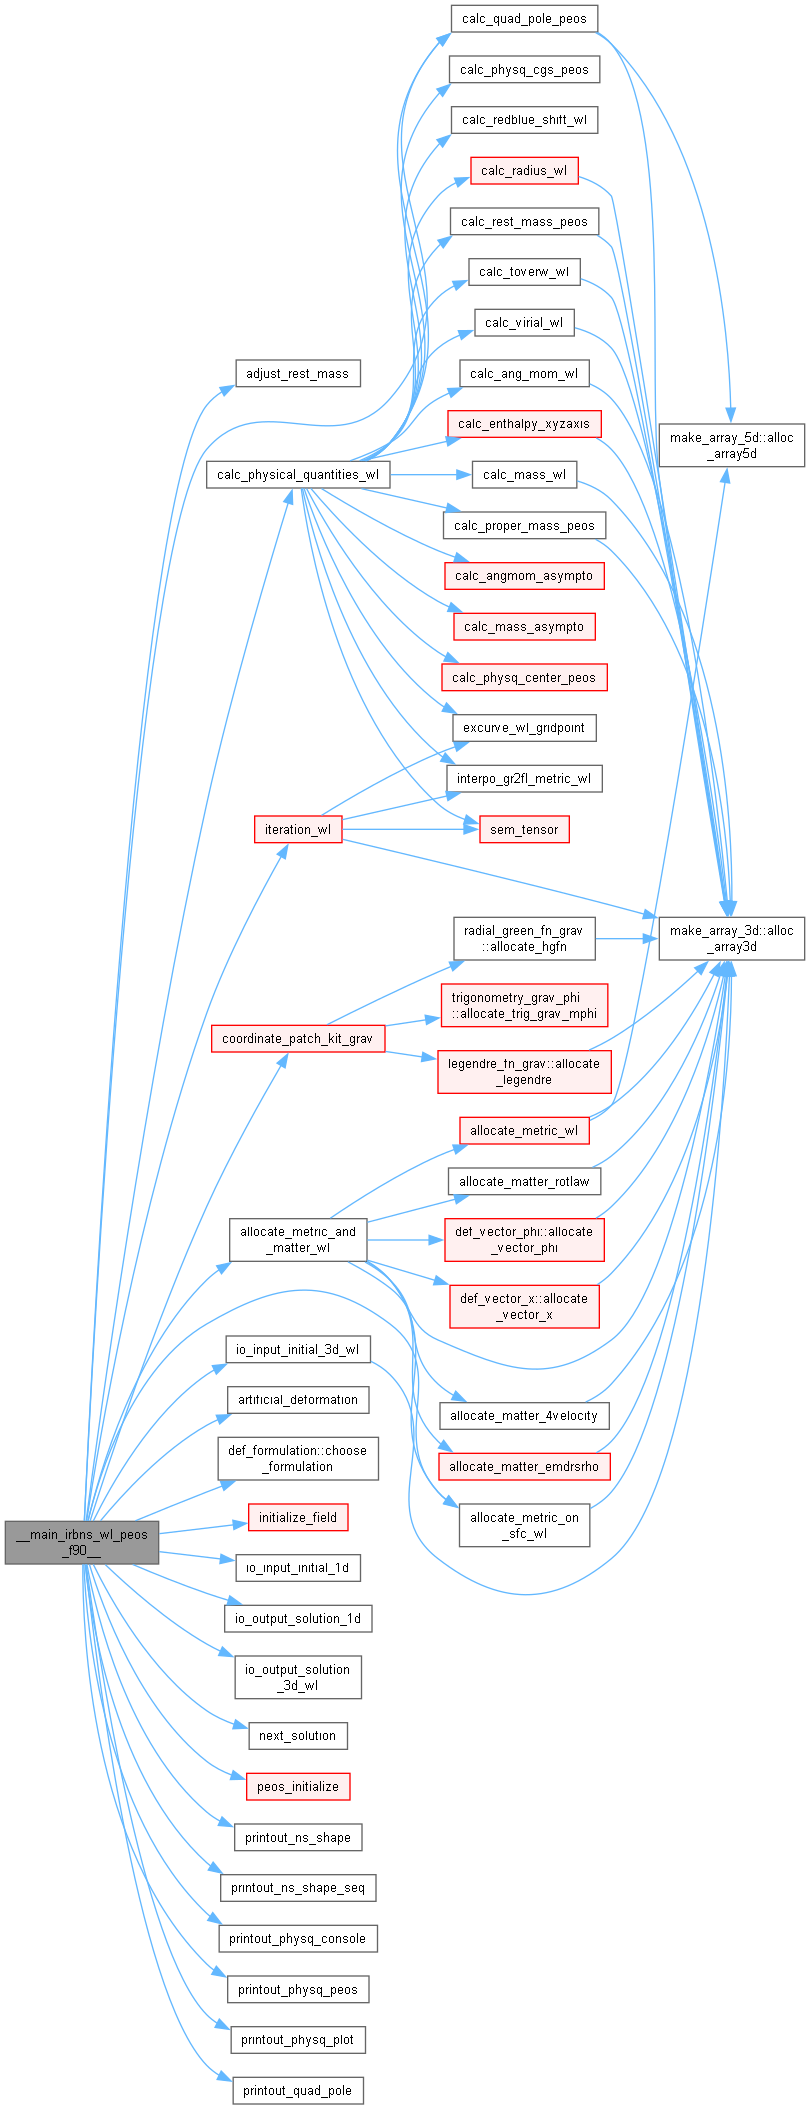 calc_quad_pole_peos
calc_physq_cgs_peos
calc_redblue_shift_wl
calc_radius_wl
calc_rest_mass_peos
calc_toverw_wl
calc_virial_wl
adjust_rest_mass
calc_ang_mom_wl
calc_enthalpy_xyzaxis
make_array_5d::alloc
_array5d
calc_physical_quantities_wl
calc_mass_wl
calc_proper_mass_peos
calc_angmom_asympto
calc_mass_asympto
calc_physq_center_peos
excurve_wl_gridpoint
interpo_gr2fl_metric_wl
iteration_wl
sem_tensor
radial_green_fn_grav
::allocate_hgfn
make_array_3d::alloc
_array3d
trigonometry_grav_phi
::allocate_trig_grav_mphi
coordinate_patch_kit_grav
legendre_fn_grav::allocate
_legendre
allocate_metric_wl
allocate_matter_rotlaw
allocate_metric_and
_matter_wl
def_vector_phi::allocate
_vector_phi
def_vector_x::allocate
_vector_x
io_input_initial_3d_wl
artificial_deformation
allocate_matter_4velocity
def_formulation::choose
_formulation
allocate_matter_emdrsrho
initialize_field
allocate_metric_on
_sfc_wl
__main_irbns_wl_peos
_f90__
io_input_initial_1d
io_output_solution_1d
io_output_solution
_3d_wl
next_solution
peos_initialize
printout_ns_shape
printout_ns_shape_seq
printout_physq_console
printout_physq_peos
printout_physq_plot
printout_quad_pole